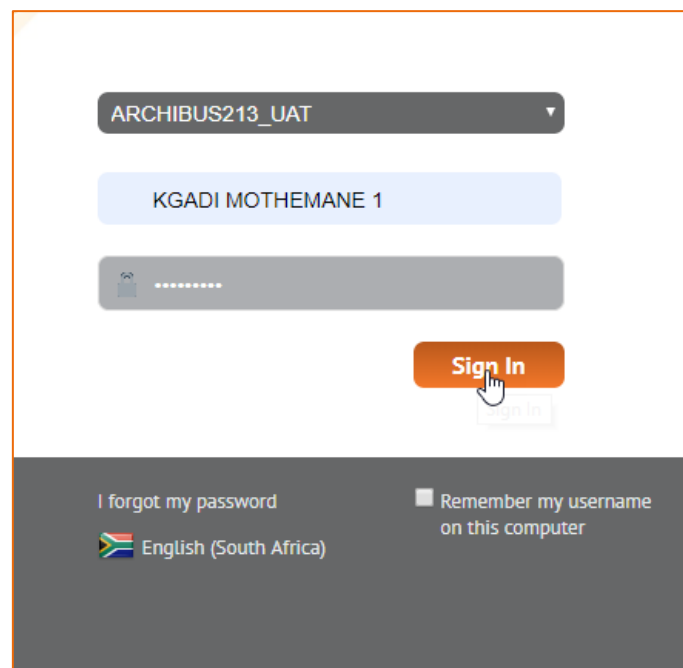 ARCHIBUS213_UAT
KGADI MOTHEMANE 1
•••••••••
Sign In
Sign In
I forgot my password
Remember my username
on this computer
English (South Africa)